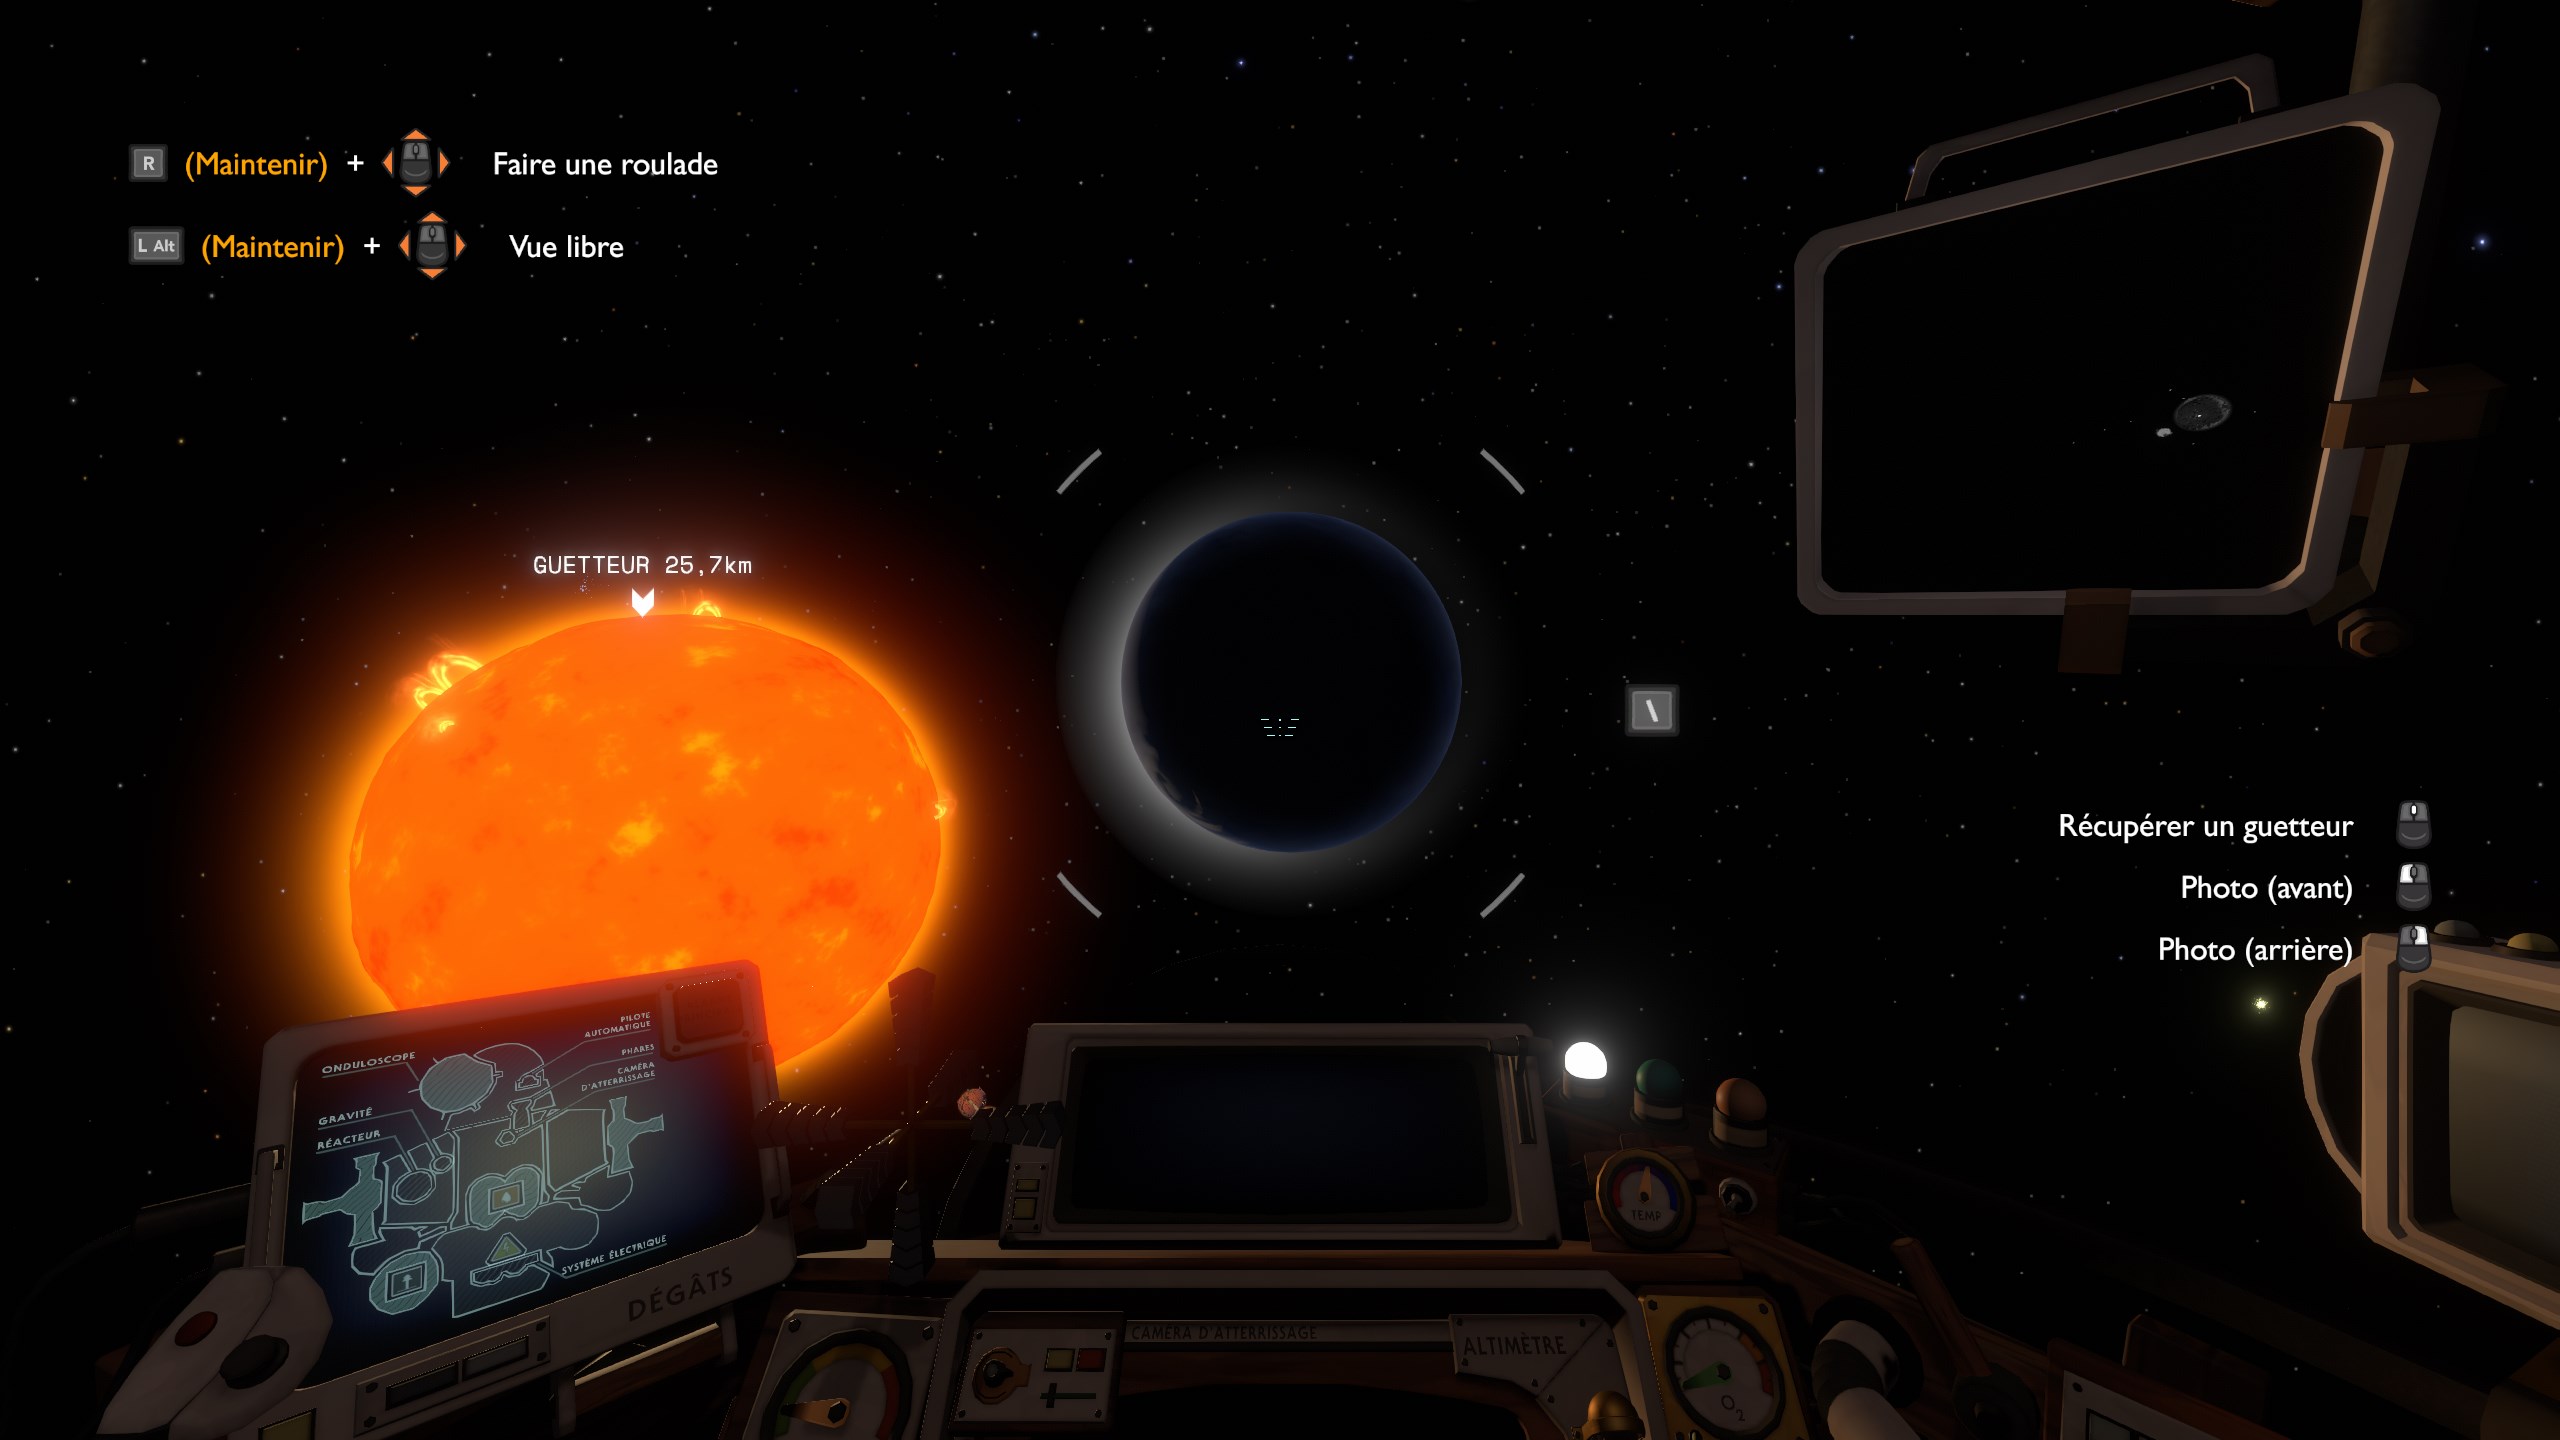 R (Maintenir) + Faire une roulade
L Alt (Maintenir) + Vue libre
GUETTEUR 25,7km
\
Récupérer un guetteur
Photo (avant)
Photo (arrière)
PILOTE
AUTOMATIQUE
PHARES
CAMÉRA
D'ATTERRISSAGE
ONDULOSCOPE
GRAVITÉ
RÉACTEUR
SYSTÈME ÉLECTRIQUE
DÉGÂTS
TEMP
CAMÉRA D'ATTERRISSAGE
ALTIMÈTRE
O2